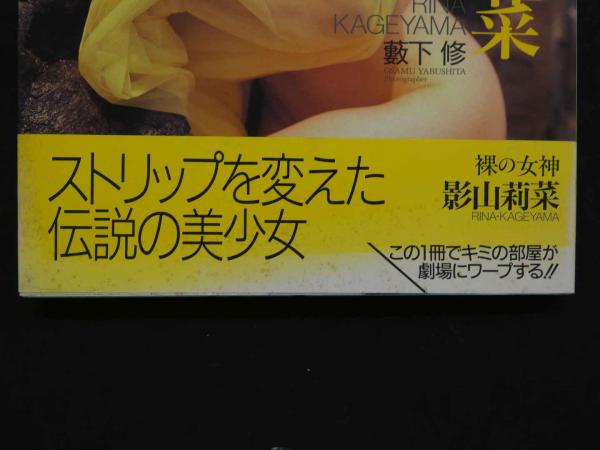 RINA
KAGEYAMA
菜
藪下 修
OSAMU YABUSHITA
Photographer
ストリップを変えた
伝説の美少女
裸の女神
影山莉菜
RINA・KAGEYAMA
この1冊でキミの部屋が
劇場にワープする!!